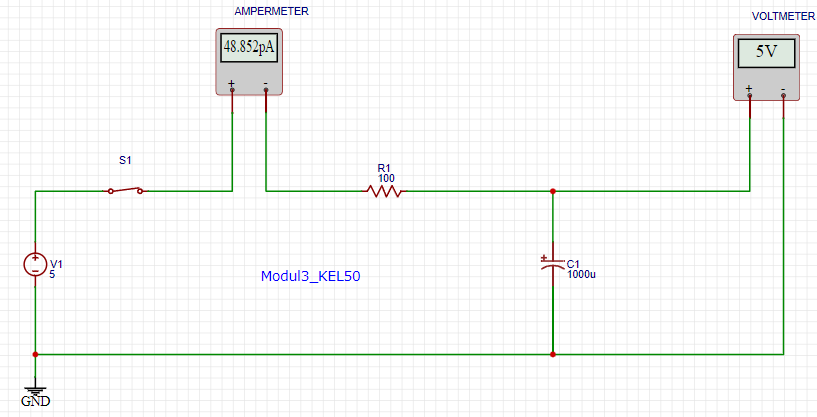 AMPERMETER
VOLTMETER
48.852pA
5V
+ -
+ -
S1
R1
100
+
V1
5
Modul3_KEL50
+
C1
1000u
GND